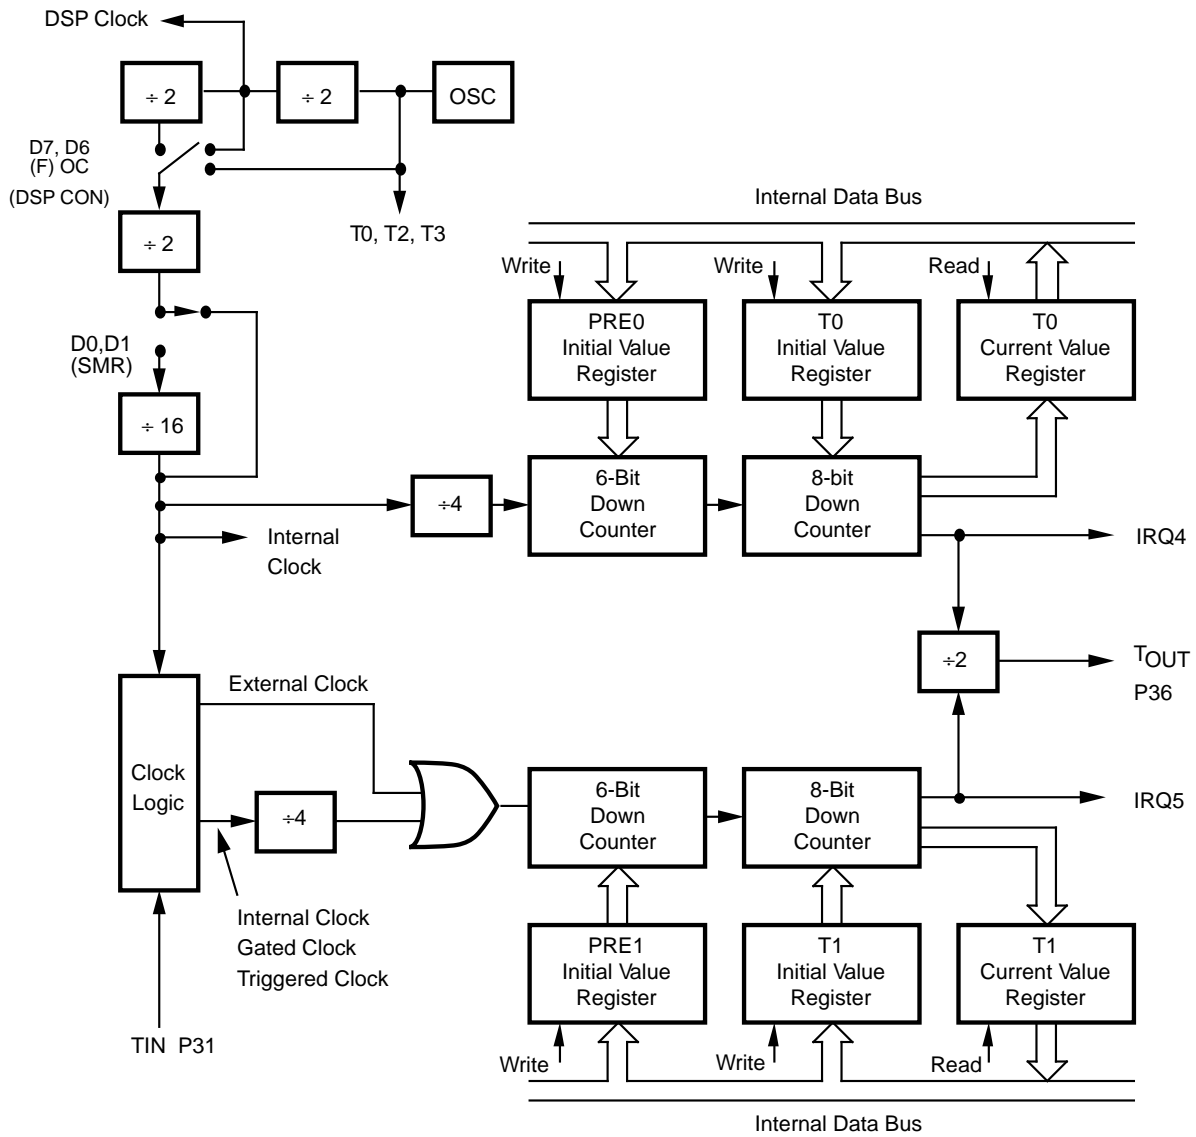 DSP Clock
÷ 2
÷ 2
OSC
D7, D6
(F) OC
(DSP CON)
÷ 2
T0, T2, T3
D0,D1
(SMR)
÷ 16
Internal Data Bus
Write
Write
Read
PRE0
Initial Value
Register
T0
Initial Value
Register
T0
Current Value
Register
÷4
6-Bit
Down
Counter
8-bit
Down
Counter
Internal
Clock
IRQ4
÷2
TOUT
P36
External Clock
Clock
Logic
÷4
6-Bit
Down
Counter
8-Bit
Down
Counter
IRQ5
Internal Clock
Gated Clock
Triggered Clock
PRE1
Initial Value
Register
T1
Initial Value
Register
T1
Current Value
Register
TIN P31
Write
Write
Read
Internal Data Bus